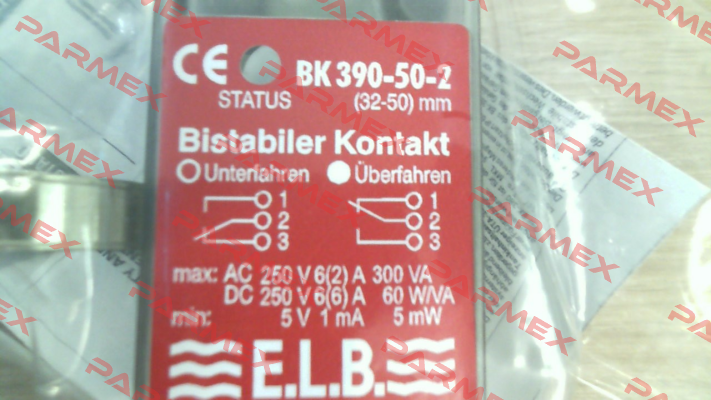 CE BK 390-50-2
STATUS (32-50) mm
Bistabiler Kontakt
Unterfahren Überfahren
1 1
2 2
3 3
max: AC 250 V 6(2) A 300 VA
DC 250 V 6(6) A 60 W/VA
min: 5 V 1 mA 5 mW
E.L.B.
PARMEX